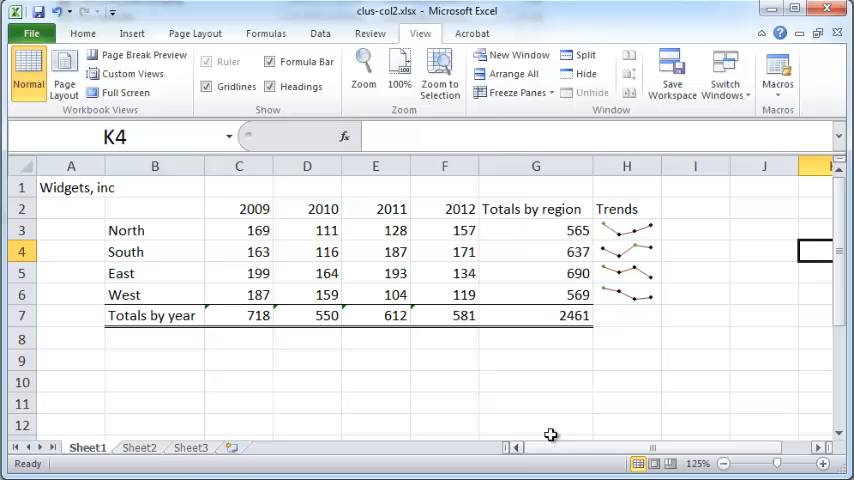 clus-col2.xlsx - Microsoft Excel
File Home Insert Page Layout Formulas Data Review View Acrobat
Normal Page Layout Page Break Preview Custom Views Full Screen
Workbook Views
Ruler Formula Bar
Gridlines Headings
Show
Zoom 100% Zoom to Selection
Zoom
New Window Split
Arrange All Hide
Freeze Panes Unhide
Save Workspace Switch Windows
Window
Macros
Macros
K4 fx
A B C D E F G H I J
1 Widgets, inc
2 2009 2010 2011 2012 Totals by region Trends
3 North 169 111 128 157 565
4 South 163 116 187 171 637
5 East 199 164 193 134 690
6 West 187 159 104 119 569
7 Totals by year 718 550 612 581 2461
8
9
10
11
12
Sheet1 Sheet2 Sheet3
Ready 125%